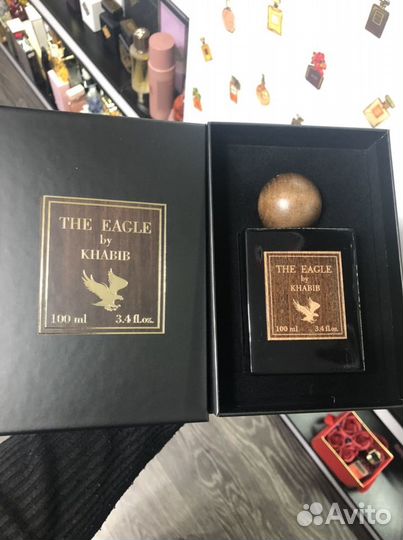 THE EAGLE
by
KHABIB
100 ml 3.4 fl.oz.
THE EAGLE
by
KHABIB
100 ml 3.4 fl.oz.
Avito